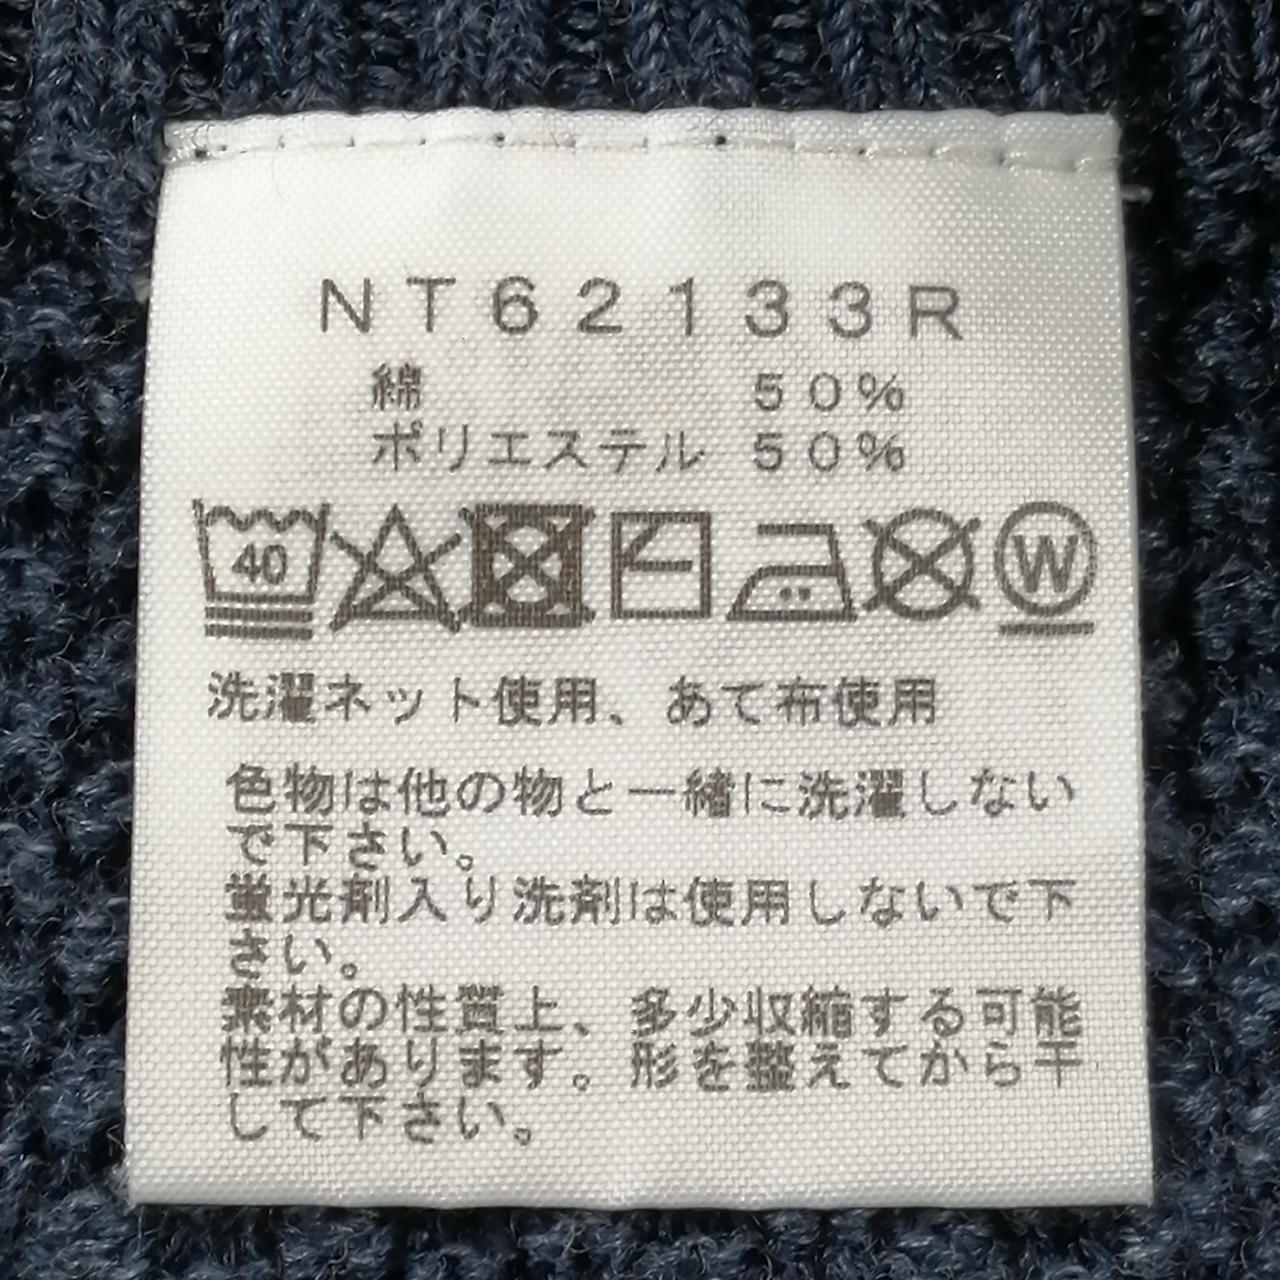 NT62133R
綿 50%
ポリエステル 50%
40 W
洗濯ネット使用、あて布使用
色物は他の物と一緒に洗濯しない
で下さい。
蛍光剤入り洗剤は使用しないで下
さい。
素材の性質上、多少収縮する可能
性があります。形を整えてから干
して下さい。